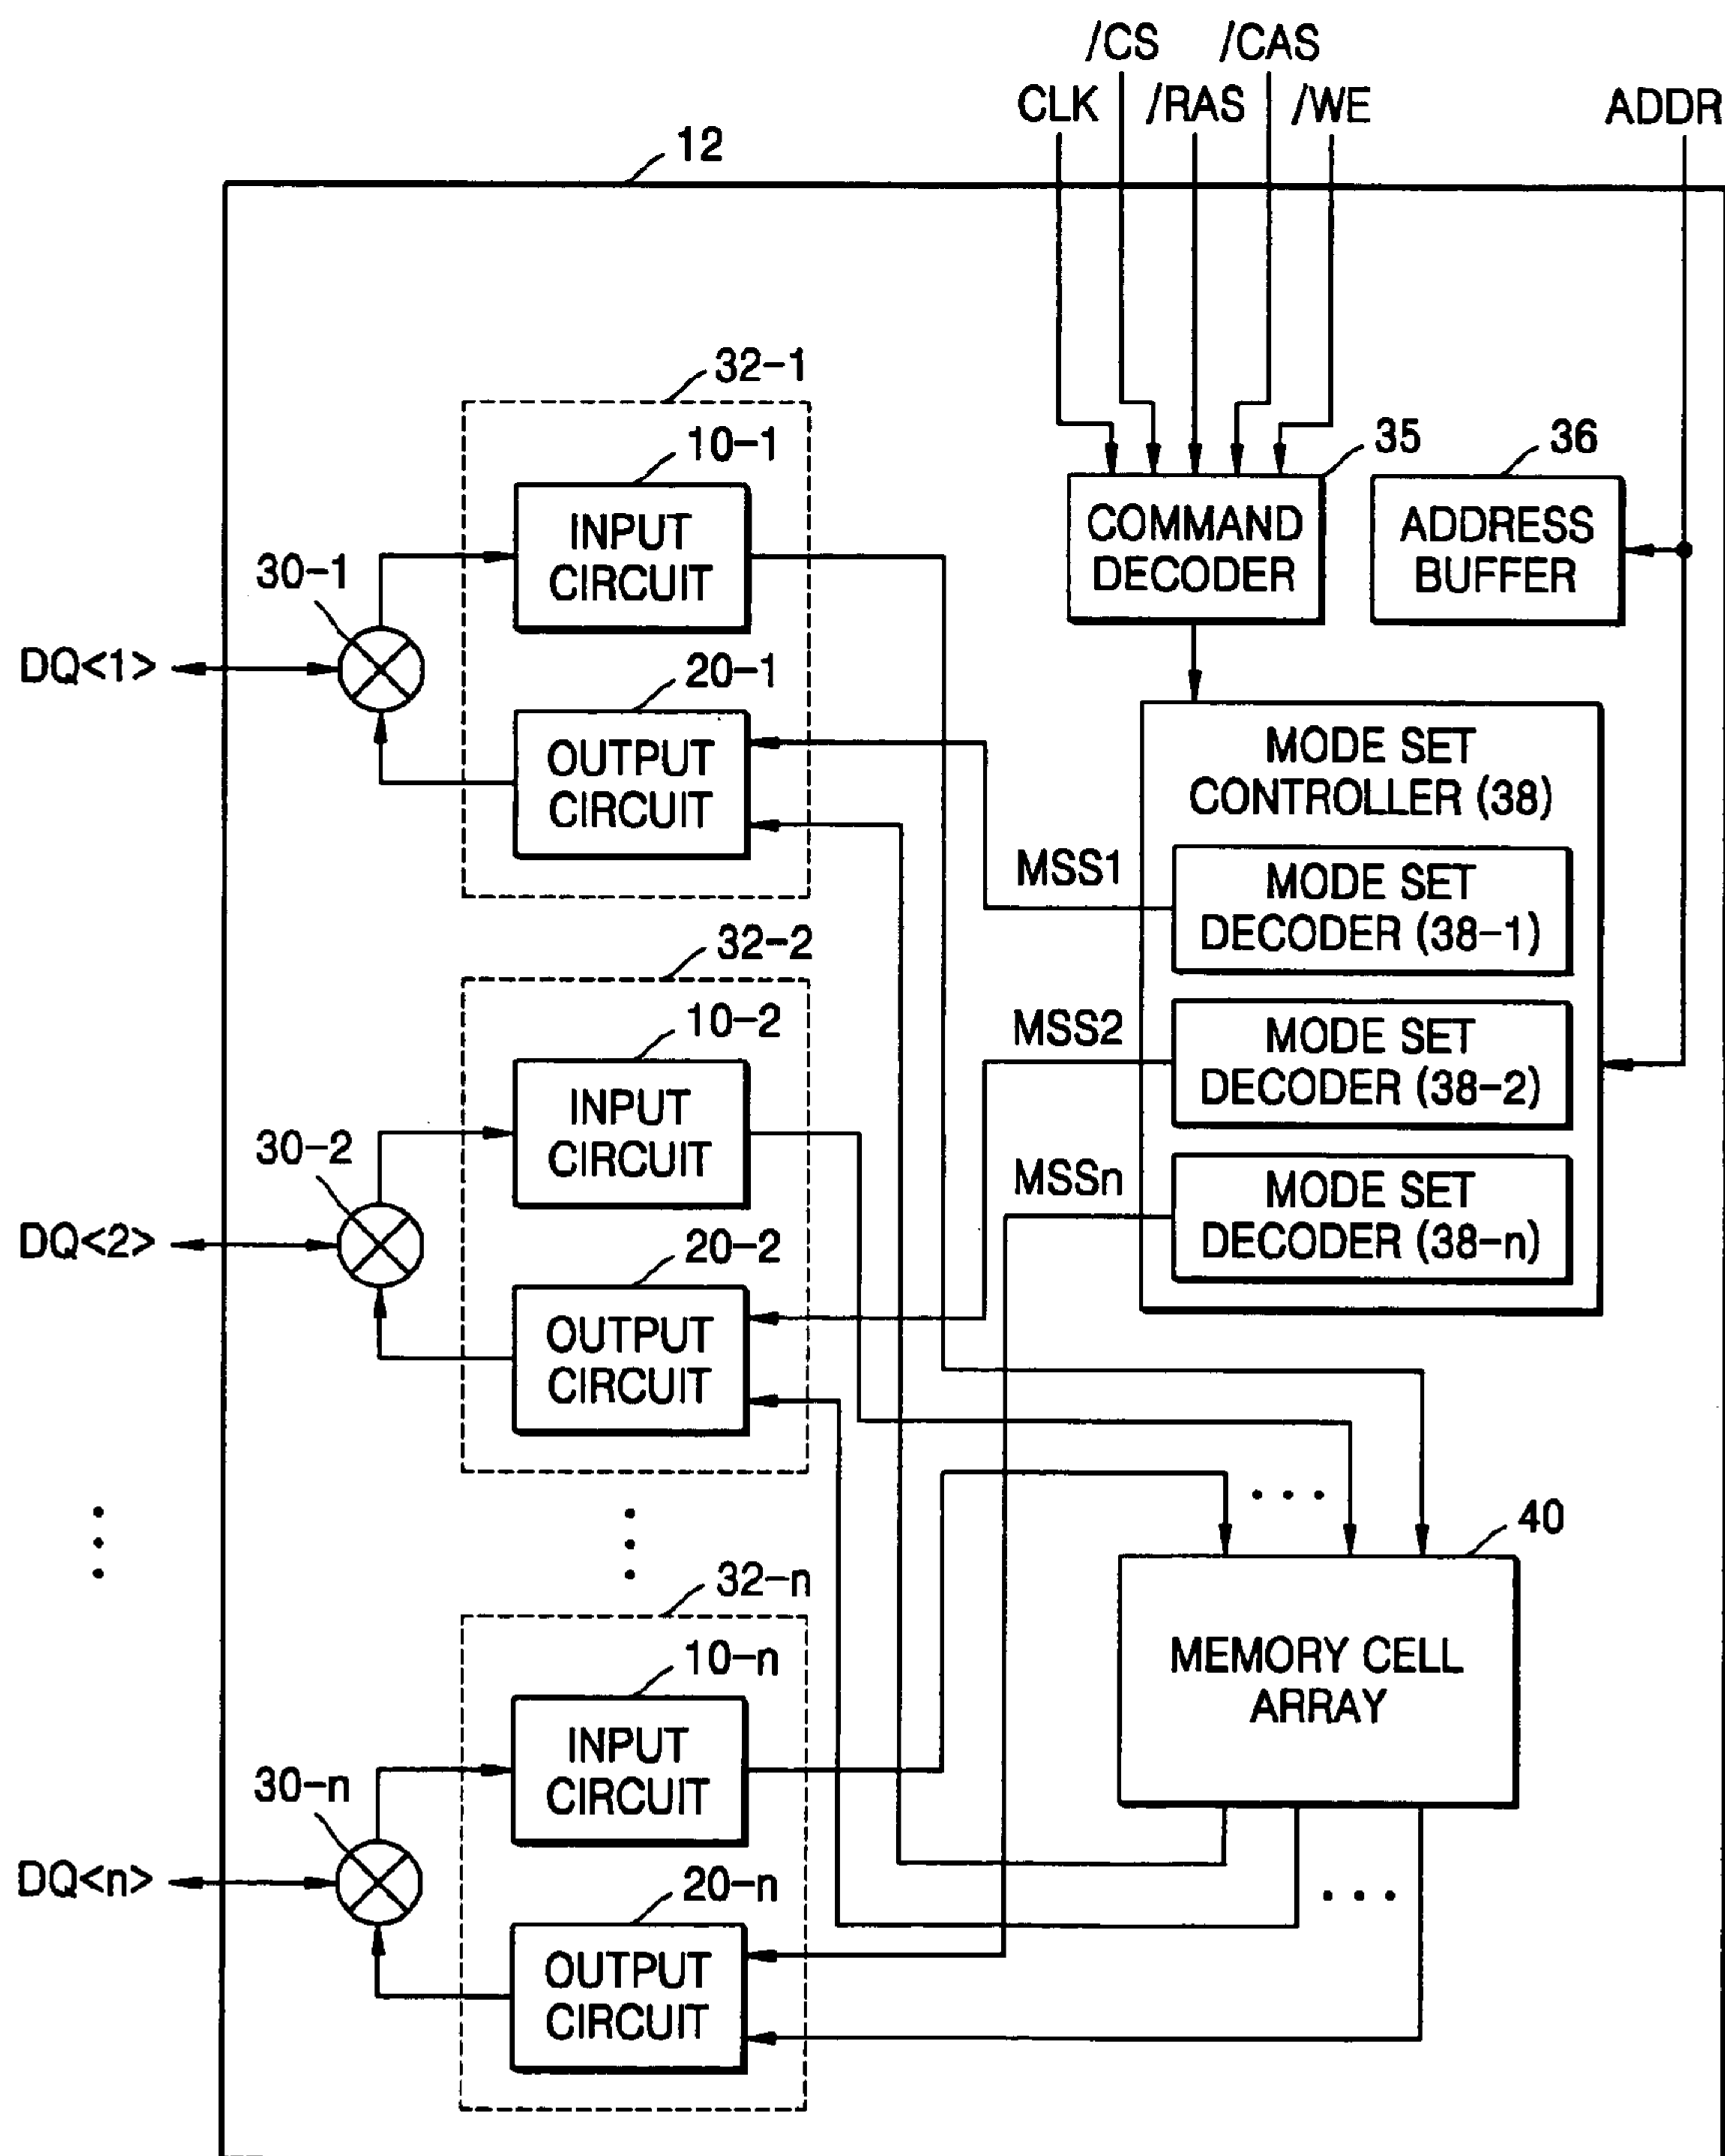 /CS /CAS
CLK /RAS /WE ADDR
12
32-1
10-1
35
36
INPUT
CIRCUIT
COMMAND
DECODER
ADDRESS
BUFFER
30-1
DQ<1>
20-1
OUTPUT
CIRCUIT
MODE SET
CONTROLLER (38)
MSS1
MODE SET
DECODER (38-1)
32-2
10-2
MSS2
MODE SET
DECODER (38-2)
INPUT
CIRCUIT
30-2
MSSn
MODE SET
DECODER (38-n)
DQ<2>
20-2
OUTPUT
CIRCUIT
40
32-n
10-n
MEMORY CELL
ARRAY
INPUT
CIRCUIT
30-n
DQ<n>
20-n
OUTPUT
CIRCUIT